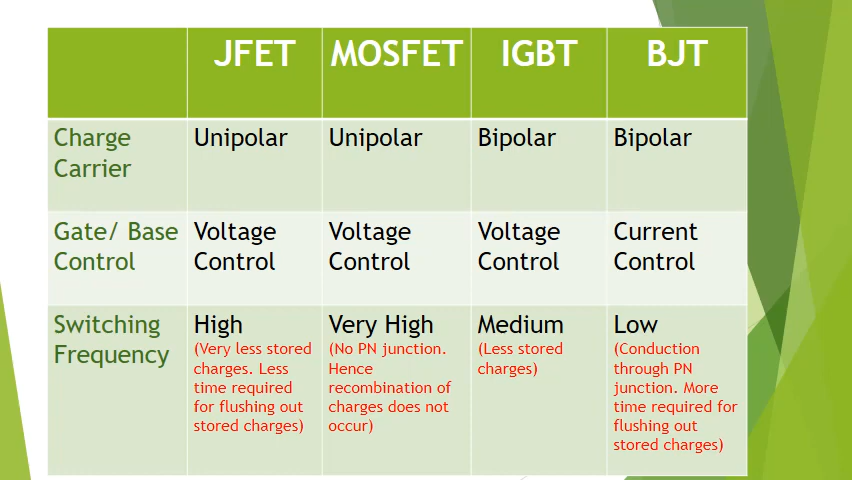 JFET MOSFET IGBT BJT
Charge
Carrier
Unipolar
Unipolar
Bipolar
Bipolar
Gate/ Base
Control
Voltage
Control
Voltage
Control
Voltage
Control
Current
Control
Switching
Frequency
High
(Very less stored
charges. Less
time required
for flushing out
stored charges)
Very High
(No PN junction.
Hence
recombination of
charges does not
occur)
Medium
(Less stored
charges)
Low
(Conduction
through PN
junction. More
time required for
flushing out
stored charges)